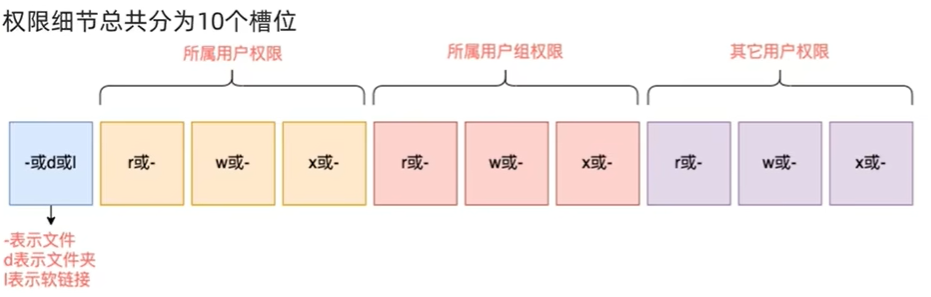 权限细节总共分为10个槽位
所属用户权限 所属用户组权限 其它用户权限
-或d或l r或- w或- x或- r或- w或- x或- r或- w或- x或-
-表示文件
d表示文件夹
l表示软链接